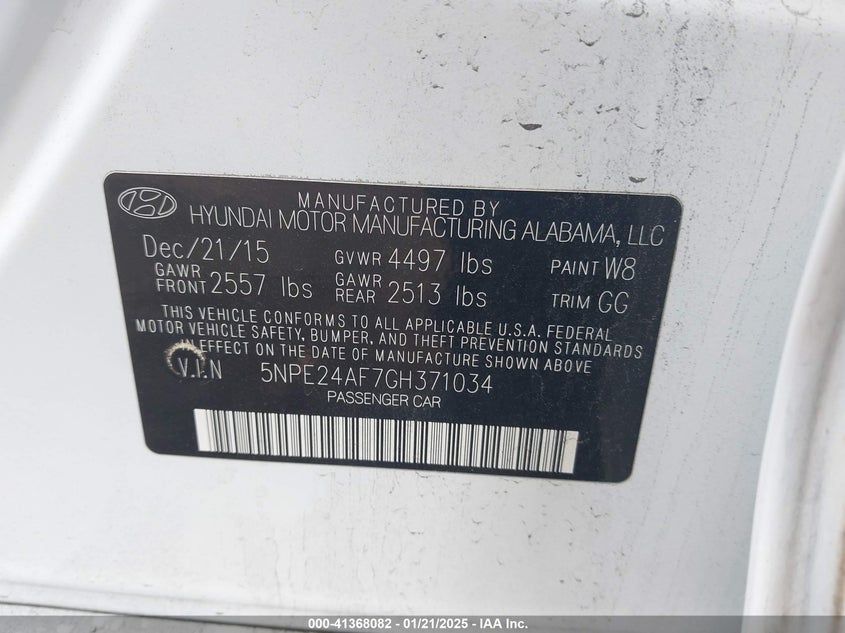 MANUFACTURED BY
HYUNDAI MOTOR MANUFACTURING ALABAMA, LLC
Dec/21/15 GVWR 4497 lbs PAINT W8
GAWR FRONT 2557 lbs GAWR REAR 2513 lbs TRIM GG
THIS VEHICLE CONFORMS TO ALL APPLICABLE U.S.A. FEDERAL
MOTOR VEHICLE SAFETY, BUMPER, AND THEFT PREVENTION STANDARDS
IN EFFECT ON THE DATE OF MANUFACTURE SHOWN ABOVE
V.I.N 5NPE24AF7GH371034
PASSENGER CAR
000-41368082 - 01/21/2025 - IAA Inc.